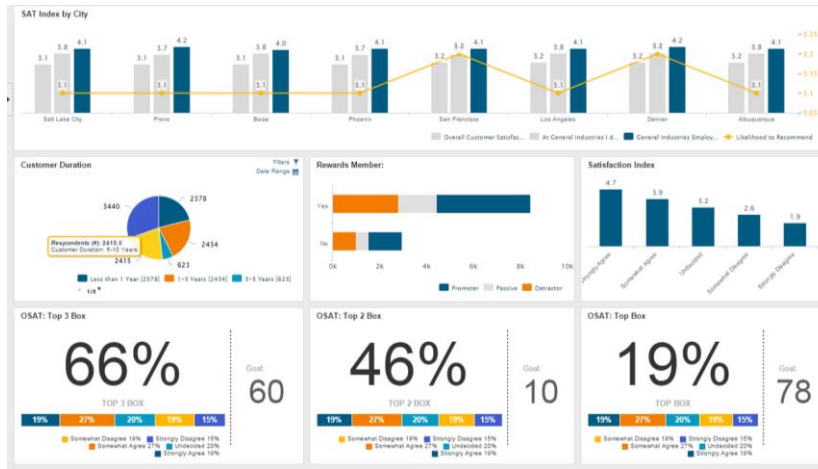 SAT Index by City
3.1 3.8 4.1 3.1 3.7 4.2 3.1 3.8 4.0 3.1 3.7 4.1 3.2 3.2 4.1 3.2 3.8 4.1 3.2 3.2 4.2 3.2 3.8 4.1
3.1 3.1 3.1 3.1 3.1 3.1
3.25
3.2
3.15
3.1
3.05
Salt Lake City Provo Boise Phoenix San Francisco Los Angeles Denver Albuquerque
Overall Customer Satisfac... At General Industries I d... General Industries Employ... Likelihood to Recommend
Customer Duration
Filters
Date Range
3440
2378
2434
623
2415
Respondents (#): 2415.0
Customer Duration: 5-10 Years
Less than 1 Year [2378] 1-3 Years [2434] 3-5 Years [623]
1/2
Rewards Member:
Yes
No
0k 2k 4k 6k 8k 10k
Promoter Passive Detractor
Satisfaction Index
4.7
3.9
3.2
2.6
1.9
Strongly Agree Somewhat Agree Undecided Somewhat Disagree Strongly Disagree
OSAT: Top 3 Box
66%
TOP 3 BOX
Goal:
60
19% 27% 20% 19% 15%
Somewhat Disagree 19% Strongly Disagree 15%
Somewhat Agree 27% Undecided 20%
Strongly Agree 19%
OSAT: Top 2 Box
46%
TOP 2 BOX
Goal:
10
19% 27% 20% 19% 15%
Somewhat Disagree 19% Strongly Disagree 15%
Somewhat Agree 27% Undecided 20%
Strongly Agree 19%
OSAT: Top Box
19%
TOP BOX
Goal:
78
19% 27% 20% 19% 15%
Somewhat Disagree 19% Strongly Disagree 15%
Somewhat Agree 27% Undecided 20%
Strongly Agree 19%